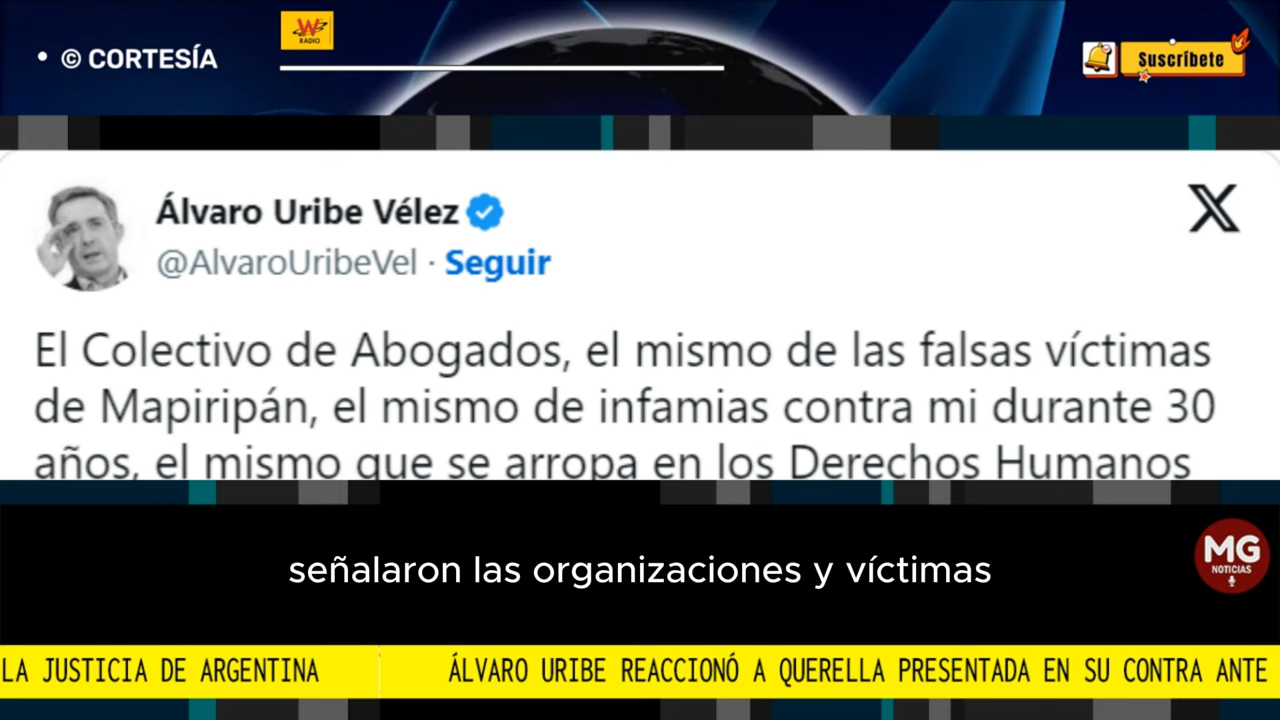 • © CORTESÍA
W
RADIO
Suscríbete
Álvaro Uribe Vélez
X
@AlvaroUribeVel · Seguir
El Colectivo de Abogados, el mismo de las falsas víctimas
de Mapiripán, el mismo de infamias contra mi durante 30
años, el mismo que se arropa en los Derechos Humanos
señalaron las organizaciones y víctimas
MG
NOTICIAS
LA JUSTICIA DE ARGENTINA
ÁLVARO URIBE REACCIONÓ A QUERELLA PRESENTADA EN SU CONTRA ANTE